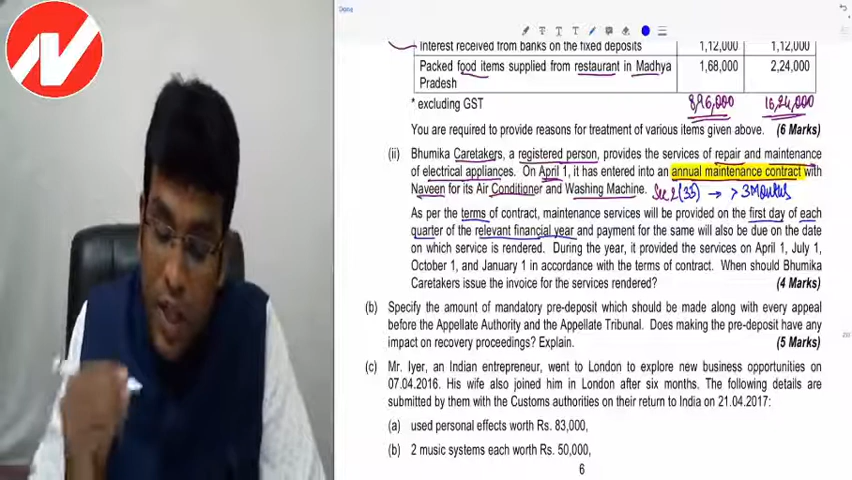 Done
Interest received from banks on the fixed deposits 1,12,000 1,12,000
Packed food items supplied from restaurant in Madhya 1,68,000 2,24,000
Pradesh
* excluding GST 8,96,000 16,24,000
You are required to provide reasons for treatment of various items given above. (6 Marks)
(ii) Bhumika Caretakers, a registered person, provides the services of repair and maintenance
of electrical appliances. On April 1, it has entered into an annual maintenance contract with
Naveen for its Air Conditioner and Washing Machine. Sec 2(33) → > 3 Months
As per the terms of contract, maintenance services will be provided on the first day of each
quarter of the relevant financial year and payment for the same will also be due on the date
on which service is rendered. During the year, it provided the services on April 1, July 1,
October 1, and January 1 in accordance with the terms of contract. When should Bhumika
Caretakers issue the invoice for the services rendered? (4 Marks)
(b) Specify the amount of mandatory pre-deposit which should be made along with every appeal
before the Appellate Authority and the Appellate Tribunal. Does making the pre-deposit have any
impact on recovery proceedings? Explain. (5 Marks)
(c) Mr. Iyer, an Indian entrepreneur, went to London to explore new business opportunities on
07.04.2016. His wife also joined him in London after six months. The following details are
submitted by them with the Customs authorities on their return to India on 21.04.2017:
(a) used personal effects worth Rs. 83,000,
(b) 2 music systems each worth Rs. 50,000,
6